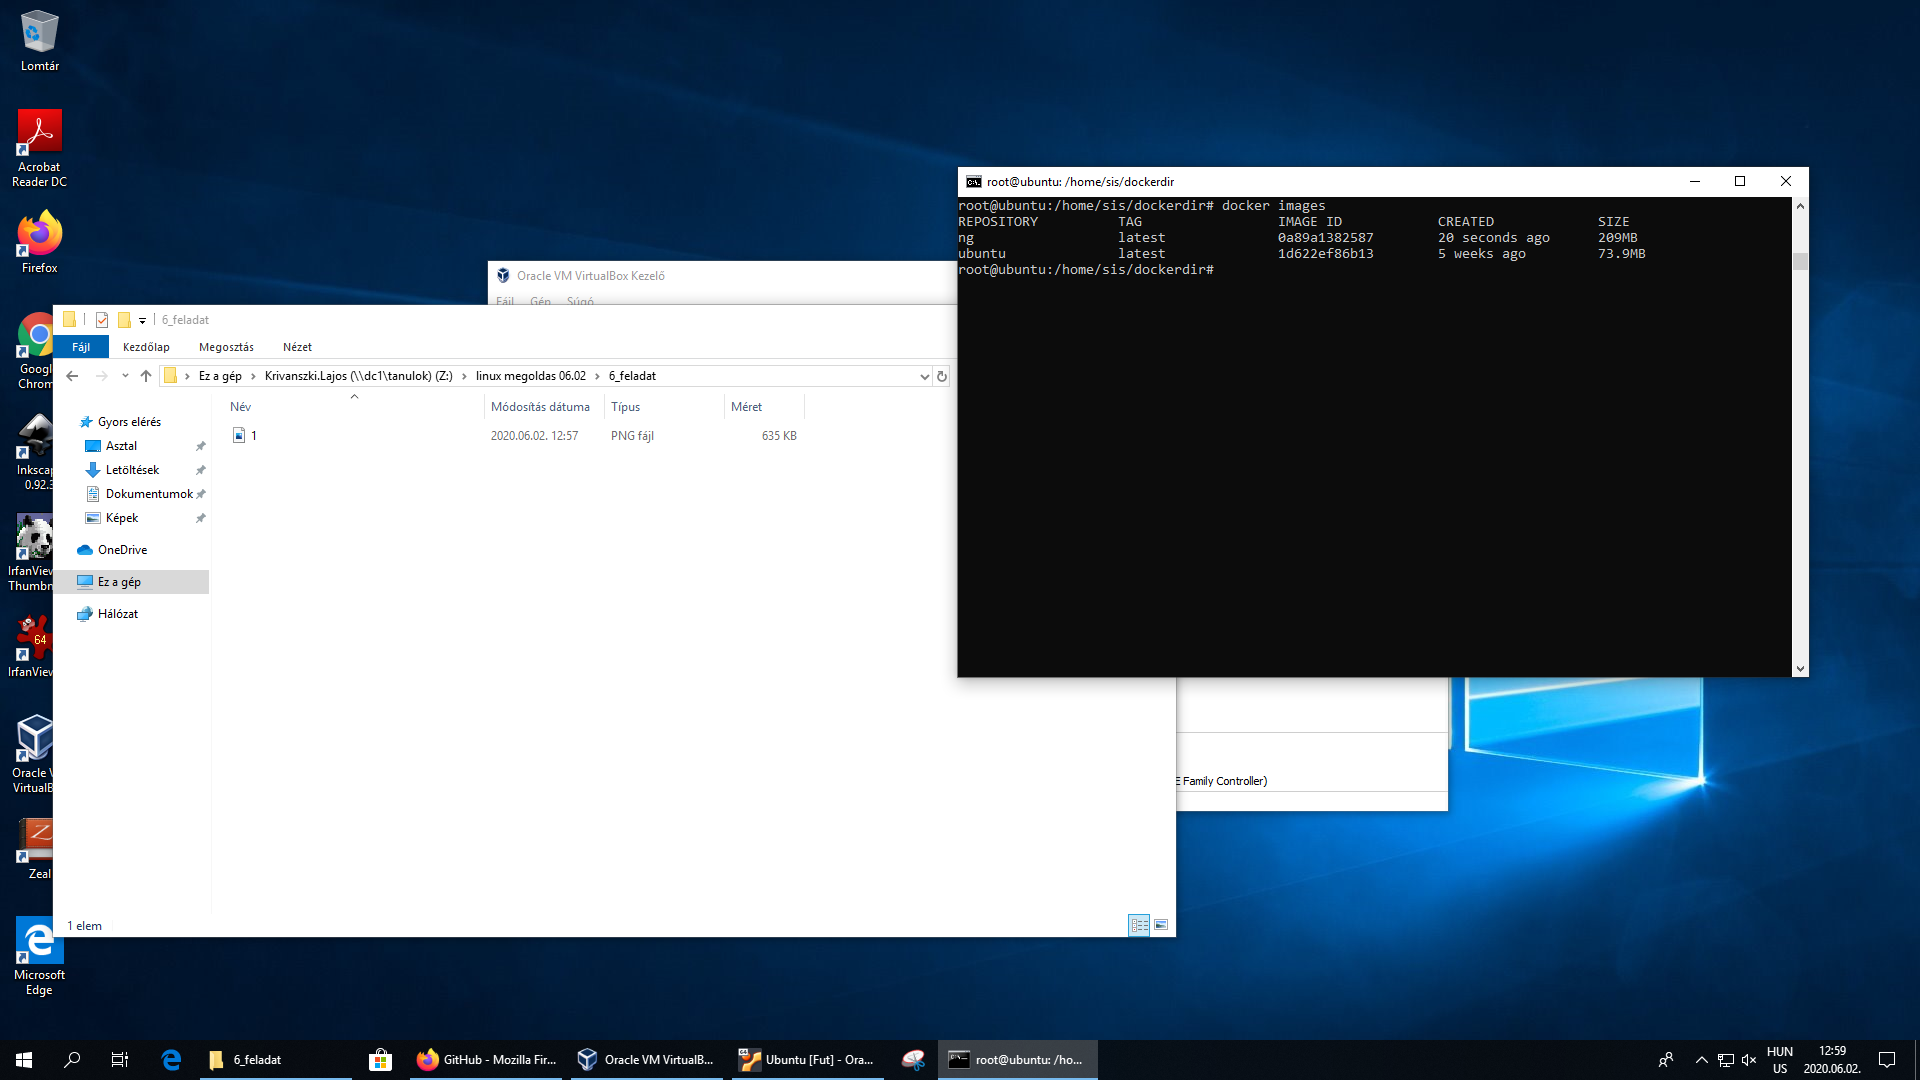 Lomtár
Acrobat
Reader DC
Firefox
Google
Chrom
Inkscap
0.92.3
IrfanView
Thumbn
64
IrfanView
Oracle V
VirtualB
Zeal
Microsoft
Edge
Oracle VM VirtualBox Kezelő
Fájl Gép Súgó
6_feladat
Fájl Kezdőlap Megosztás Nézet
Ez a gép Krivanszki.Lajos (\\dc1\tanulok) (Z:) linux megoldas 06.02 6_feladat
Név Módosítás dátuma Típus Méret
1 2020.06.02. 12:57 PNG fájl 635 KB
Gyors elérés
Asztal
Letöltések
Dokumentumok
Képek
OneDrive
Ez a gép
Hálózat
1 elem
root@ubuntu: /home/sis/dockerdir
root@ubuntu:/home/sis/dockerdir# docker images
REPOSITORY TAG IMAGE ID CREATED SIZE
ng latest 0a89a1382587 20 seconds ago 209MB
ubuntu latest 1d622ef86b13 5 weeks ago 73.9MB
root@ubuntu:/home/sis/dockerdir#
E Family Controller)
6_feladat
GitHub - Mozilla Fir...
Oracle VM VirtualB...
Ubuntu [Fut] - Ora...
root@ubuntu: /ho...
HUN
US
12:59
2020.06.02.